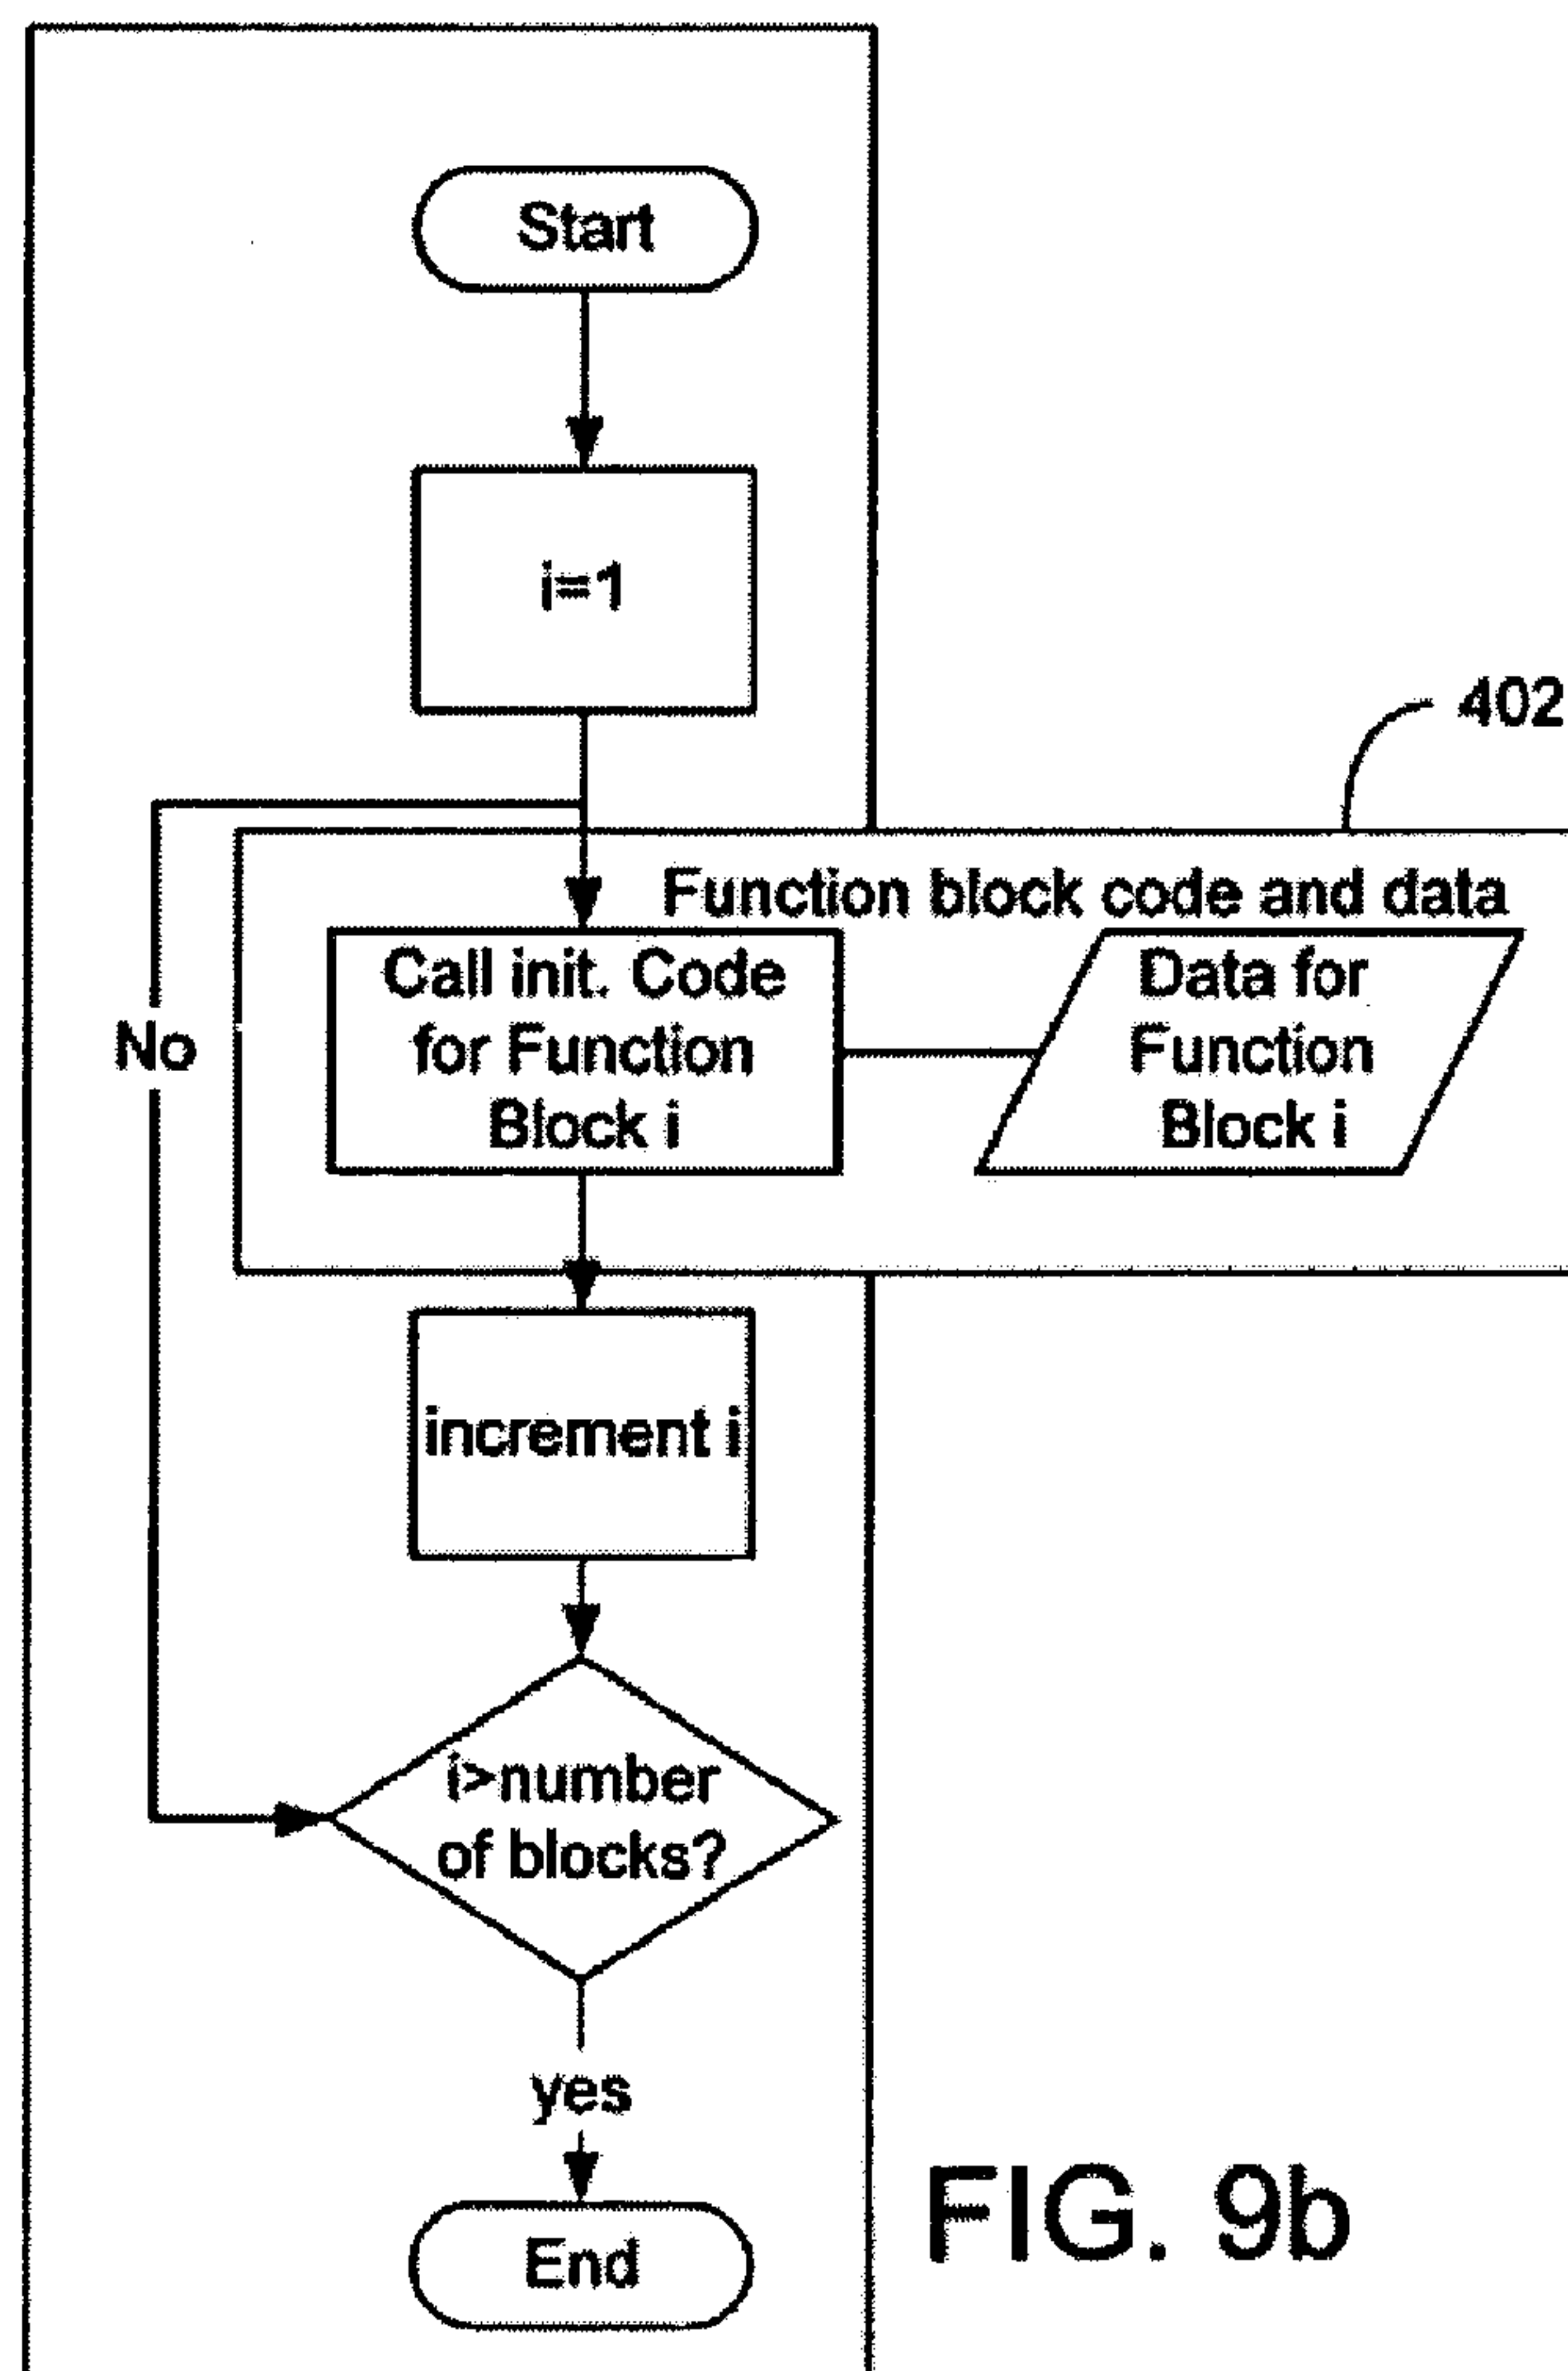 Start
i=1
402
Function block code and data
Call init. Code
for Function
Block i
Data for
Function
Block i
No
increment i
i>number
of blocks?
yes
End
FIG. 9b